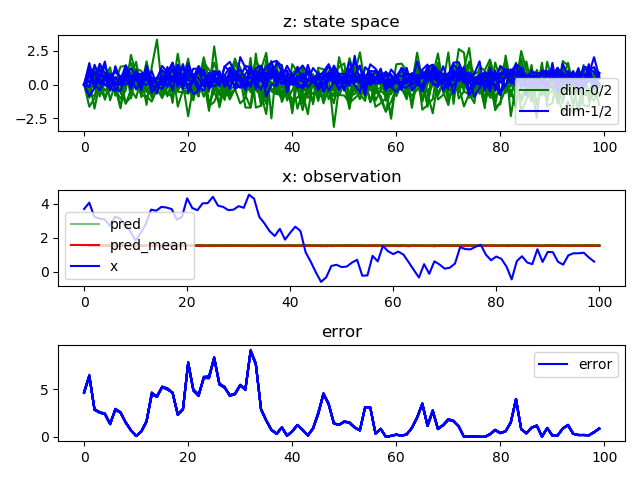 z: state space
2.5
0.0
−2.5
dim-0/2
dim-1/2
0 20 40 60 80 100
x: observation
4
2
0
pred
pred_mean
x
0 20 40 60 80 100
error
5
0
error
0 20 40 60 80 100